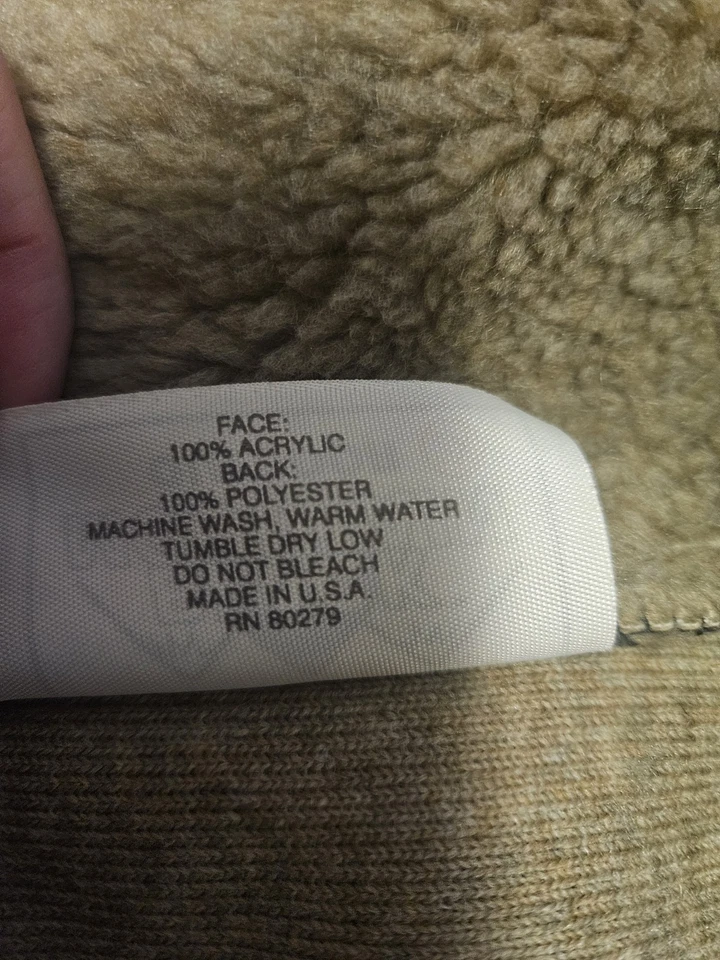 FACE:
100% ACRYLIC
BACK:
100% POLYESTER
MACHINE WASH, WARM WATER
TUMBLE DRY LOW
DO NOT BLEACH
MADE IN U.S.A.
RN 80279